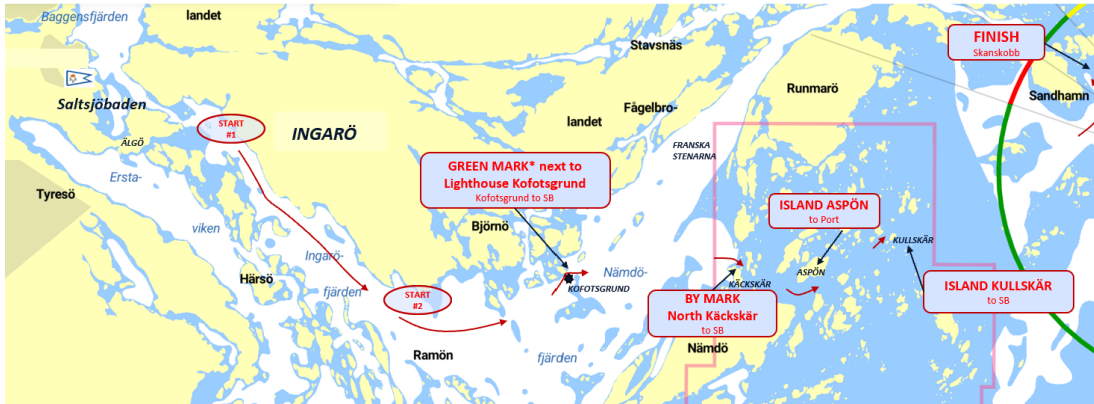 Baggensfjärden
landet
Stavsnäs
FINISH
Skanskobb
Sandhamn
Runmarö
Saltsjöbaden
START
#1
INGARÖ
Fågelbro-
landet
ÄLGÖ
FRANSKA
STENARNA
Ersta-
viken
Tyresö
GREEN MARK* next to
Lighthouse Kofotsgrund
Kofotsgrund to SB
ISLAND ASPÖN
to Port
Björnö
KULLSKÄR
Ingarö-
fjärden
Härsö
Nämdö-
fjärden
KOFOTSGRUND
KÄCKSKÄR
ASPÖN
ISLAND KULLSKÄR
to SB
START
#2
BY MARK
North Käckskär
to SB
Ramön
Nämdö